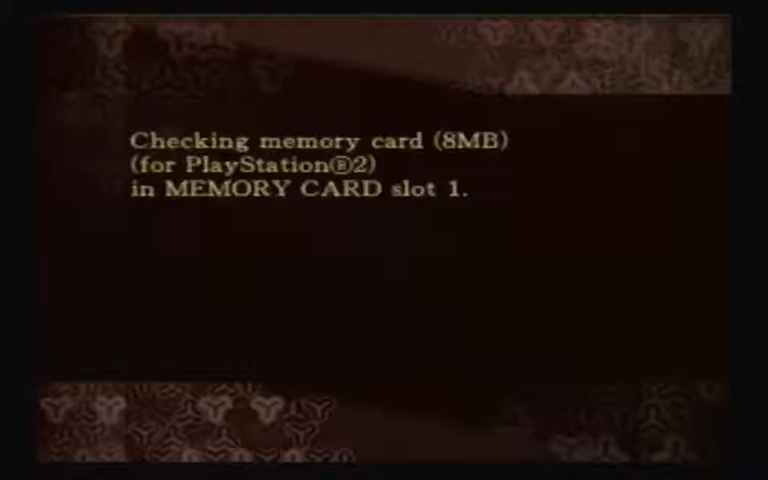 Checking memory card (8MB)
(for PlayStation®2)
in MEMORY CARD slot 1.